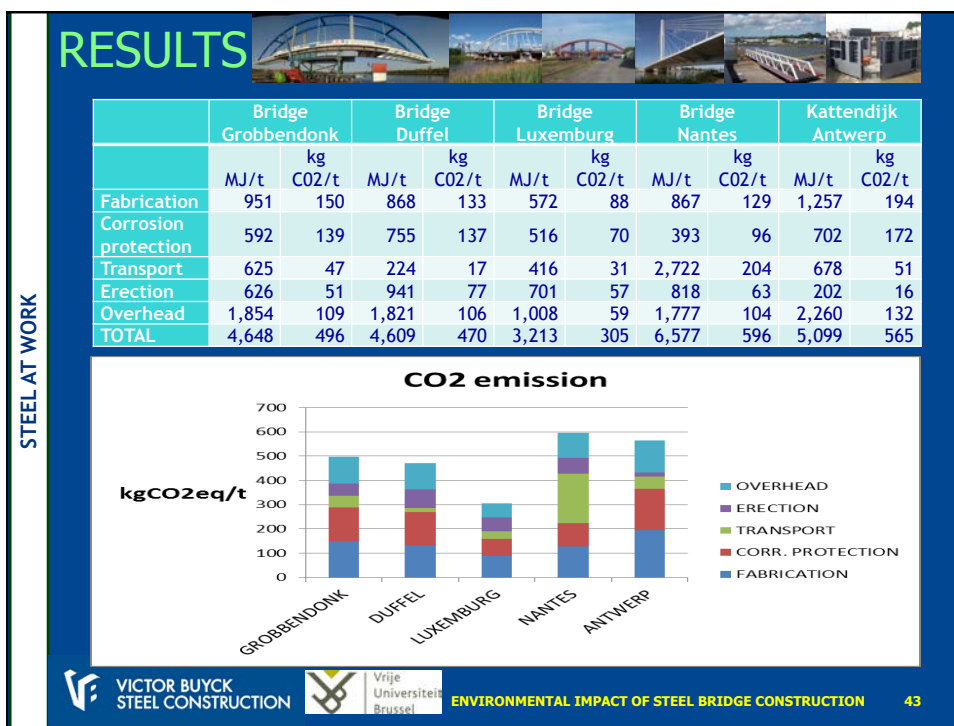 RESULTS
Bridge Grobbendonk Bridge Duffel Bridge Luxemburg Bridge Nantes Kattendijk Antwerp
MJ/t kg C02/t MJ/t kg C02/t MJ/t kg C02/t MJ/t kg C02/t MJ/t kg C02/t
Fabrication 951 150 868 133 572 88 867 129 1,257 194
Corrosion protection 592 139 755 137 516 70 393 96 702 172
Transport 625 47 224 17 416 31 2,722 204 678 51
Erection 626 51 941 77 701 57 818 63 202 16
Overhead 1,854 109 1,821 106 1,008 59 1,777 104 2,260 132
TOTAL 4,648 496 4,609 470 3,213 305 6,577 596 5,099 565
STEEL AT WORK
CO2 emission
kgCO2eq/t
700
600
500
400
300
200
100
0
GROBBENDONK
DUFFEL
LUXEMBURG
NANTES
ANTWERP
OVERHEAD
ERECTION
TRANSPORT
CORR. PROTECTION
FABRICATION
VICTOR BUYCK
STEEL CONSTRUCTION
Vrije
Universiteit
Brussel
ENVIRONMENTAL IMPACT OF STEEL BRIDGE CONSTRUCTION 43